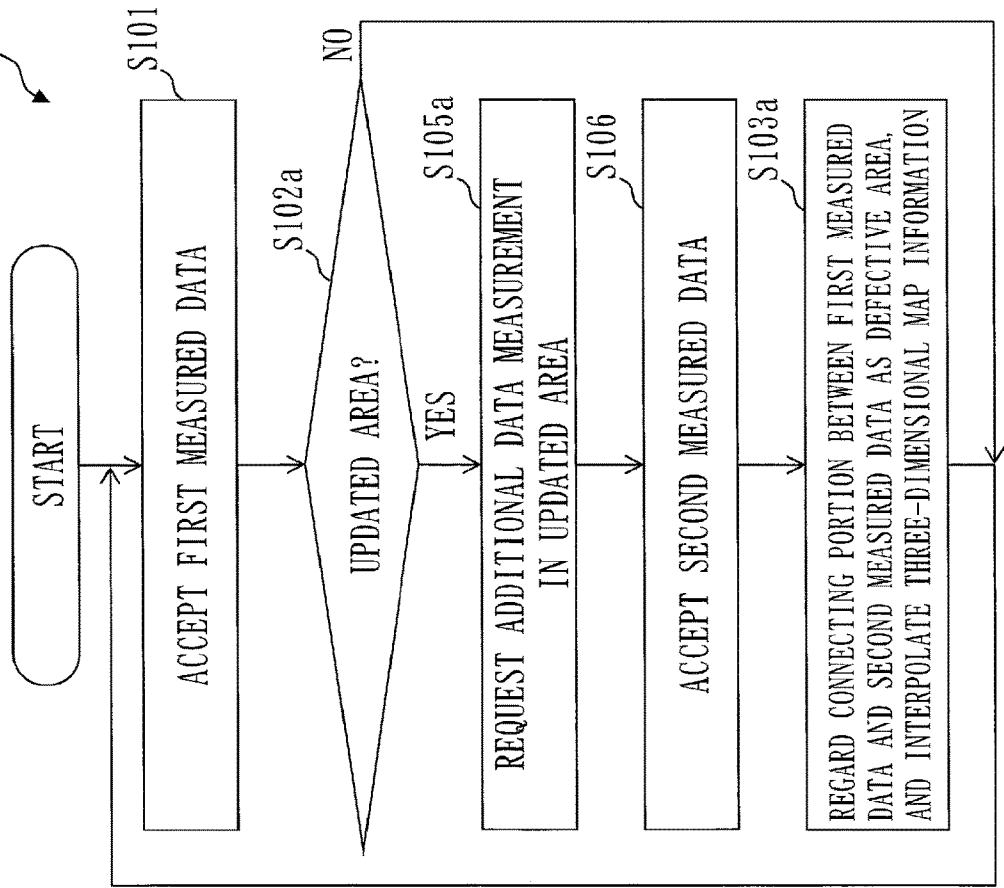 START
S101
ACCEPT FIRST MEASURED DATA
S102a
UPDATED AREA?
NO
YES
S105a
REQUEST ADDITIONAL DATA MEASUREMENT
IN UPDATED AREA
S106
ACCEPT SECOND MEASURED DATA
S103a
REGARD CONNECTING PORTION BETWEEN FIRST MEASURED
DATA AND SECOND MEASURED DATA AS DEFECTIVE AREA,
AND INTERPOLATE THREE-DIMENSIONAL MAP INFORMATION